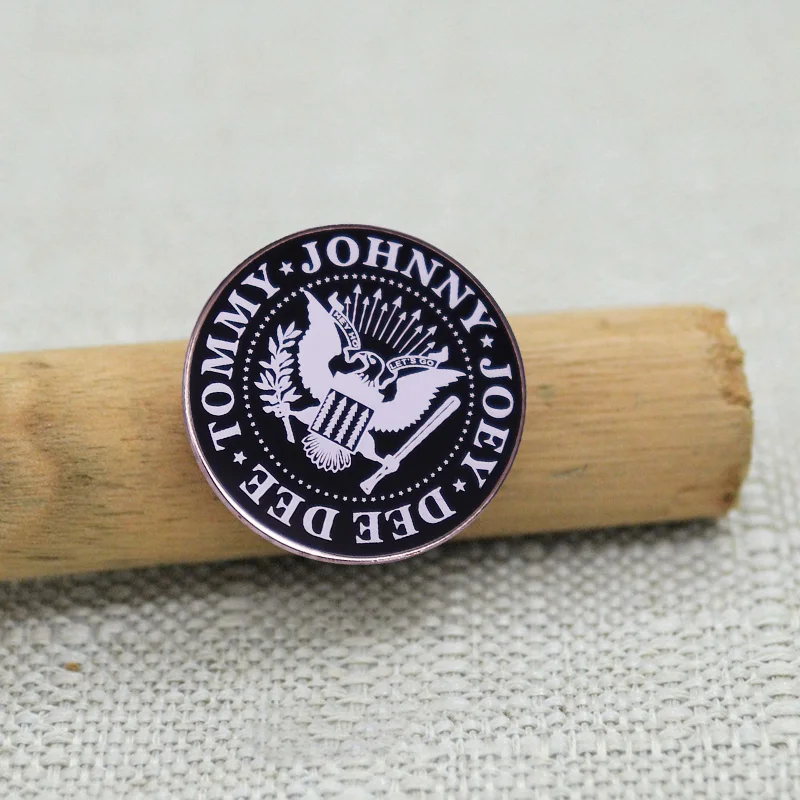 JOHNNY ★ JOEY ★ DEE DEE ★ TOMMY ★
HEY HO
LET'S GO